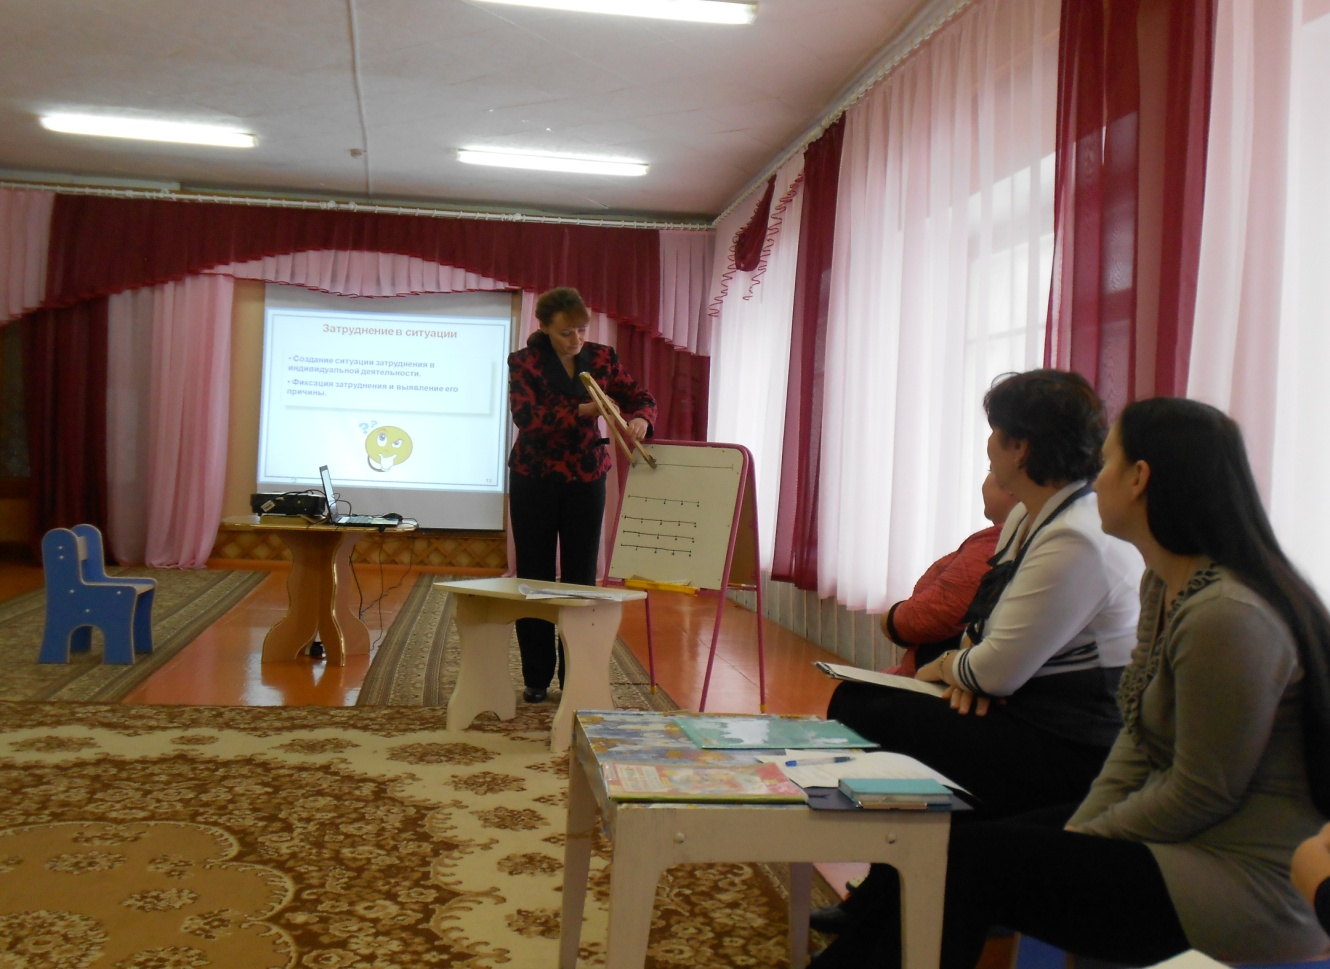 Затруднение в ситуации
• Создание ситуации затруднения в
индивидуальной деятельности.
• Фиксация затруднения и выявление его
причины.
??